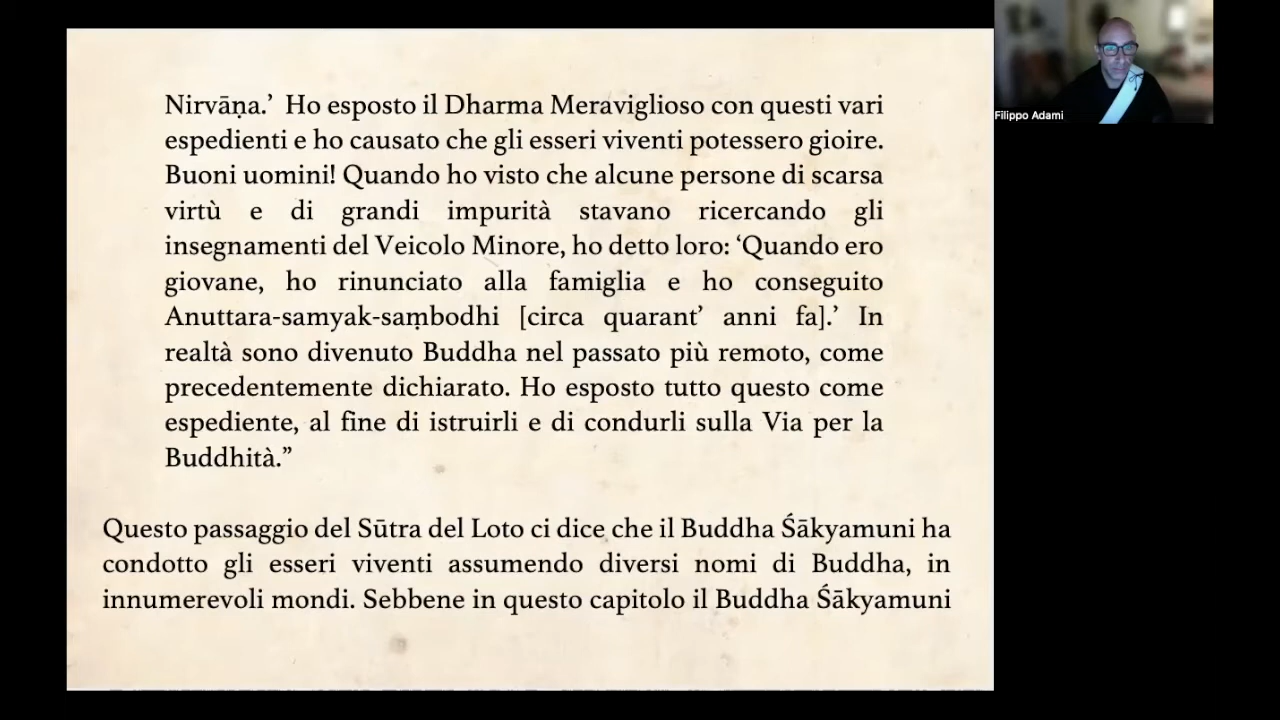 Nirvāṇa.’ Ho esposto il Dharma Meraviglioso con questi vari
espedienti e ho causato che gli esseri viventi potessero gioire.
Buoni uomini! Quando ho visto che alcune persone di scarsa
virtù e di grandi impurità stavano ricercando gli
insegnamenti del Veicolo Minore, ho detto loro: ‘Quando ero
giovane, ho rinunciato alla famiglia e ho conseguito
Anuttara-samyak-saṃbodhi [circa quarant’ anni fa].’ In
realtà sono divenuto Buddha nel passato più remoto, come
precedentemente dichiarato. Ho esposto tutto questo come
espediente, al fine di istruirli e di condurli sulla Via per la
Buddhità.”
Questo passaggio del Sūtra del Loto ci dice che il Buddha Śākyamuni ha
condotto gli esseri viventi assumendo diversi nomi di Buddha, in
innumerevoli mondi. Sebbene in questo capitolo il Buddha Śākyamuni
Filippo Adami